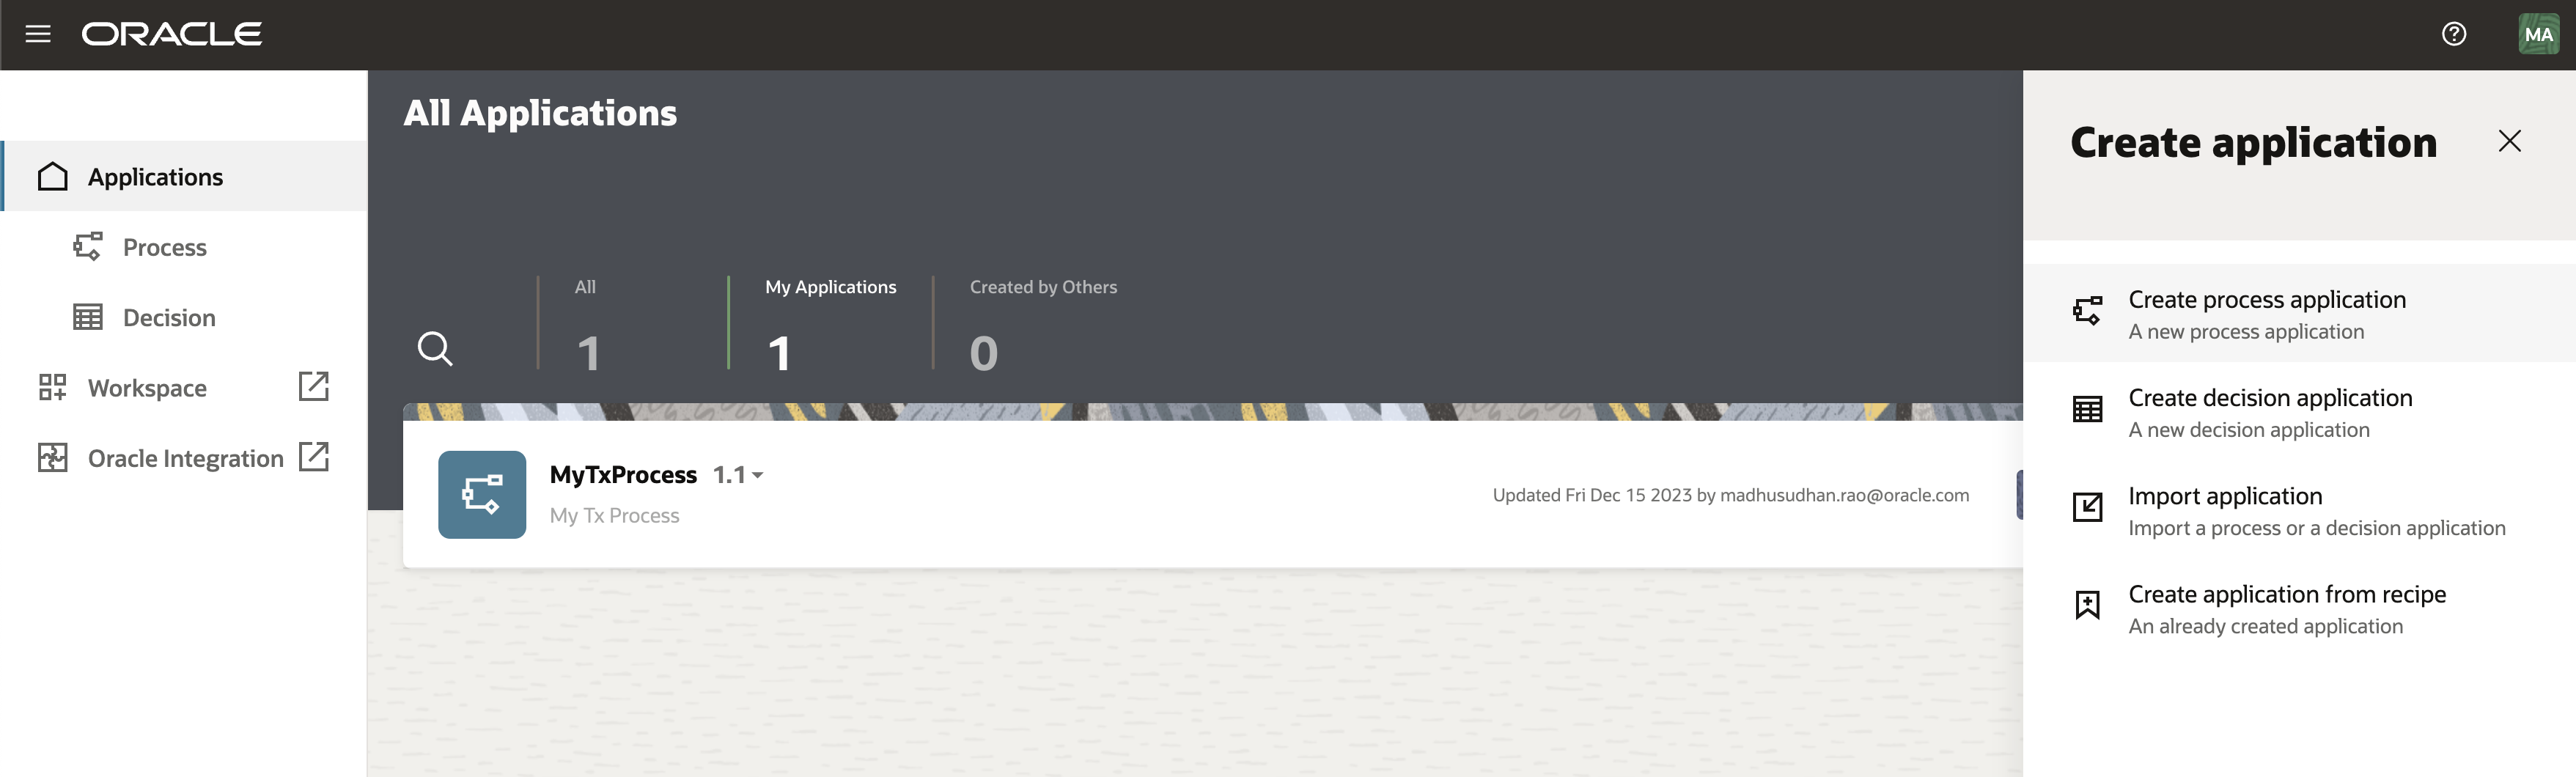 ORACLE
MA
Applications
Process
Decision
Workspace
Oracle Integration
All Applications
All
1
My Applications
1
Created by Others
0
MyTxProcess 1.1
My Tx Process
Updated Fri Dec 15 2023 by madhusudhan.rao@oracle.com
Create application
Create process application
A new process application
Create decision application
A new decision application
Import application
Import a process or a decision application
Create application from recipe
An already created application